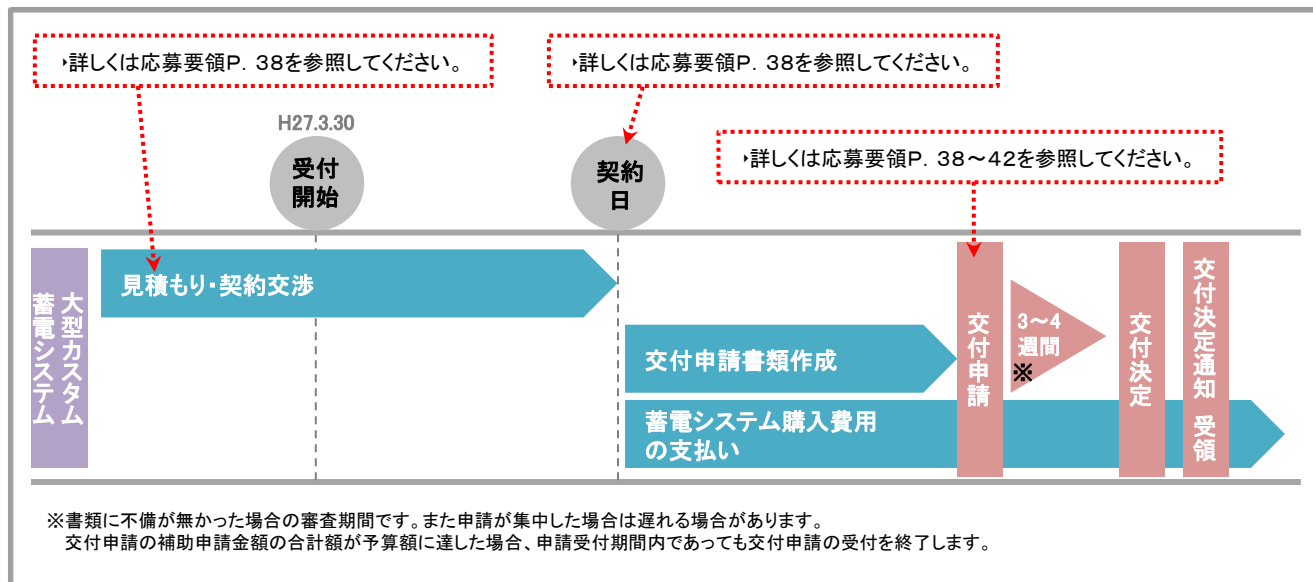 ▸詳しくは応募要領P．38を参照してください。
▸詳しくは応募要領P．38を参照してください。
H27.3.30
受付
開始
契約
日
▸詳しくは応募要領P．38～42を参照してください。
大型カスタム
蓄電システム
見積もり・契約交渉
交付申請書類作成
蓄電システム購入費用
の支払い
交付申請
3～4
週間
※
交付決定
交付決定通知 受領
※書類に不備が無かった場合の審査期間です。また申請が集中した場合は遅れる場合があります。
交付申請の補助申請金額の合計額が予算額に達した場合、申請受付期間内であっても交付申請の受付を終了します。